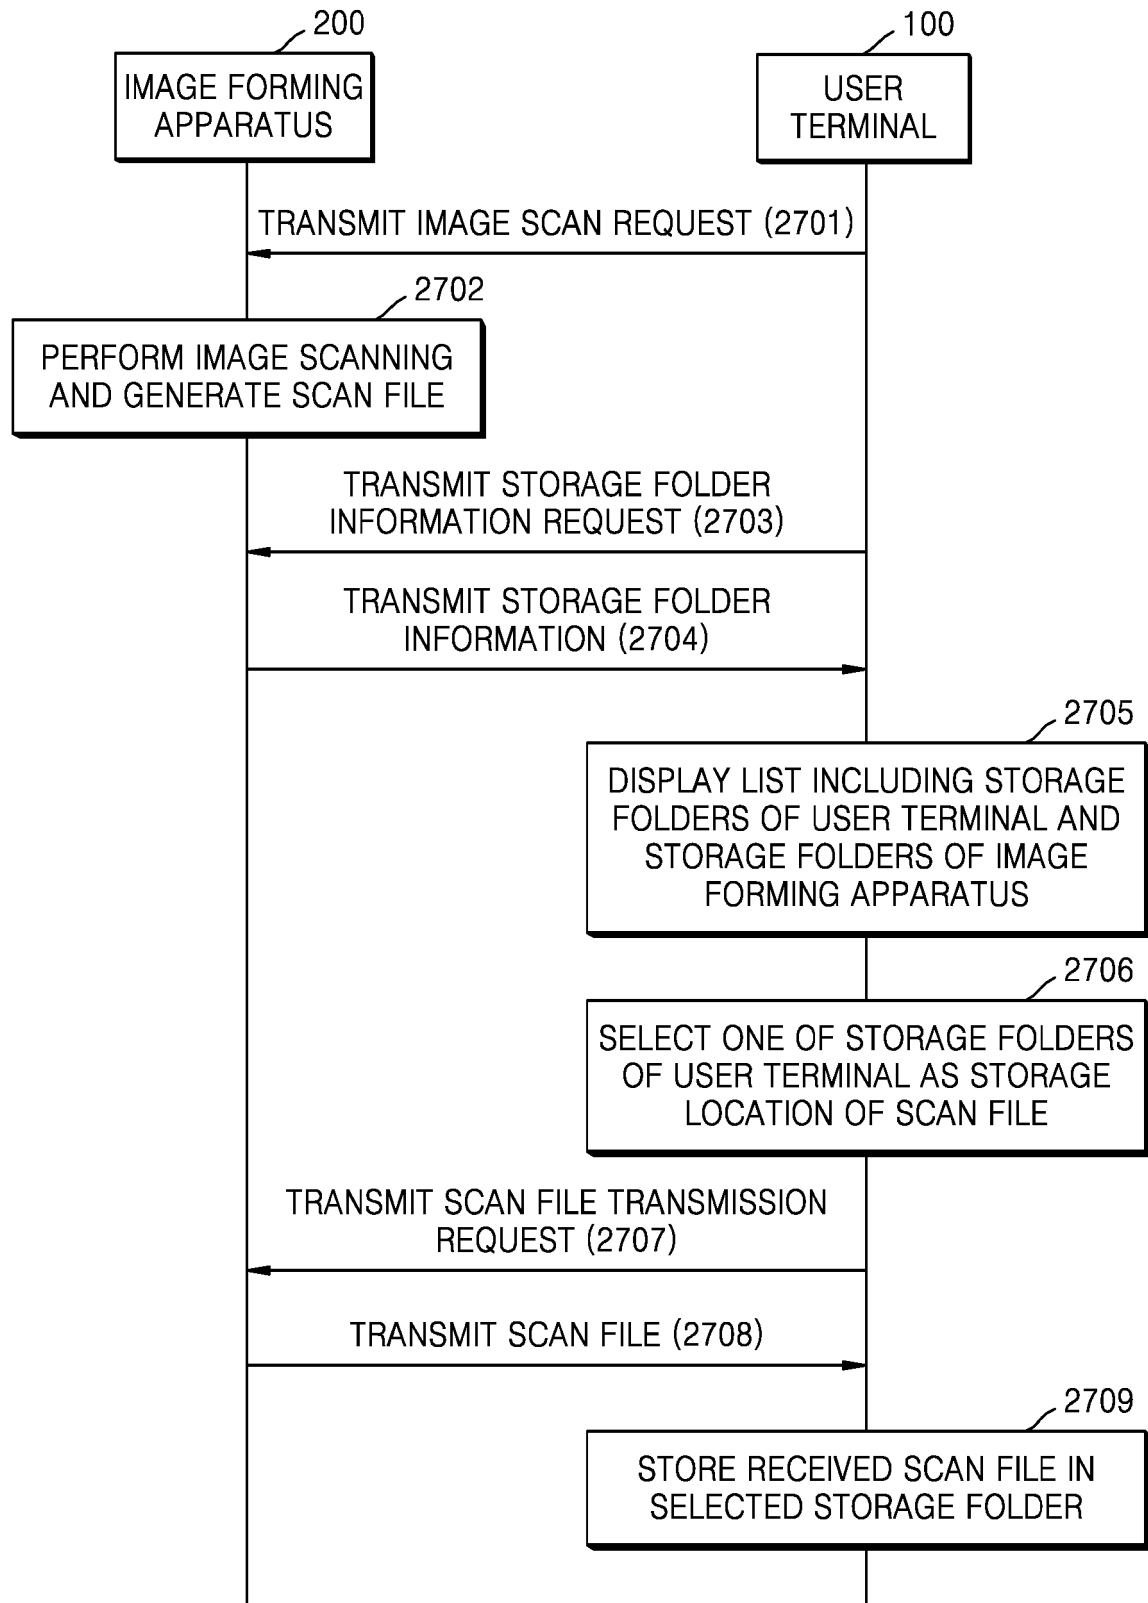 200
100
IMAGE FORMING
APPARATUS
USER
TERMINAL
TRANSMIT IMAGE SCAN REQUEST (2701)
2702
PERFORM IMAGE SCANNING
AND GENERATE SCAN FILE
TRANSMIT STORAGE FOLDER
INFORMATION REQUEST (2703)
TRANSMIT STORAGE FOLDER
INFORMATION (2704)
2705
DISPLAY LIST INCLUDING STORAGE
FOLDERS OF USER TERMINAL AND
STORAGE FOLDERS OF IMAGE
FORMING APPARATUS
2706
SELECT ONE OF STORAGE FOLDERS
OF USER TERMINAL AS STORAGE
LOCATION OF SCAN FILE
TRANSMIT SCAN FILE TRANSMISSION
REQUEST (2707)
TRANSMIT SCAN FILE (2708)
2709
STORE RECEIVED SCAN FILE IN
SELECTED STORAGE FOLDER